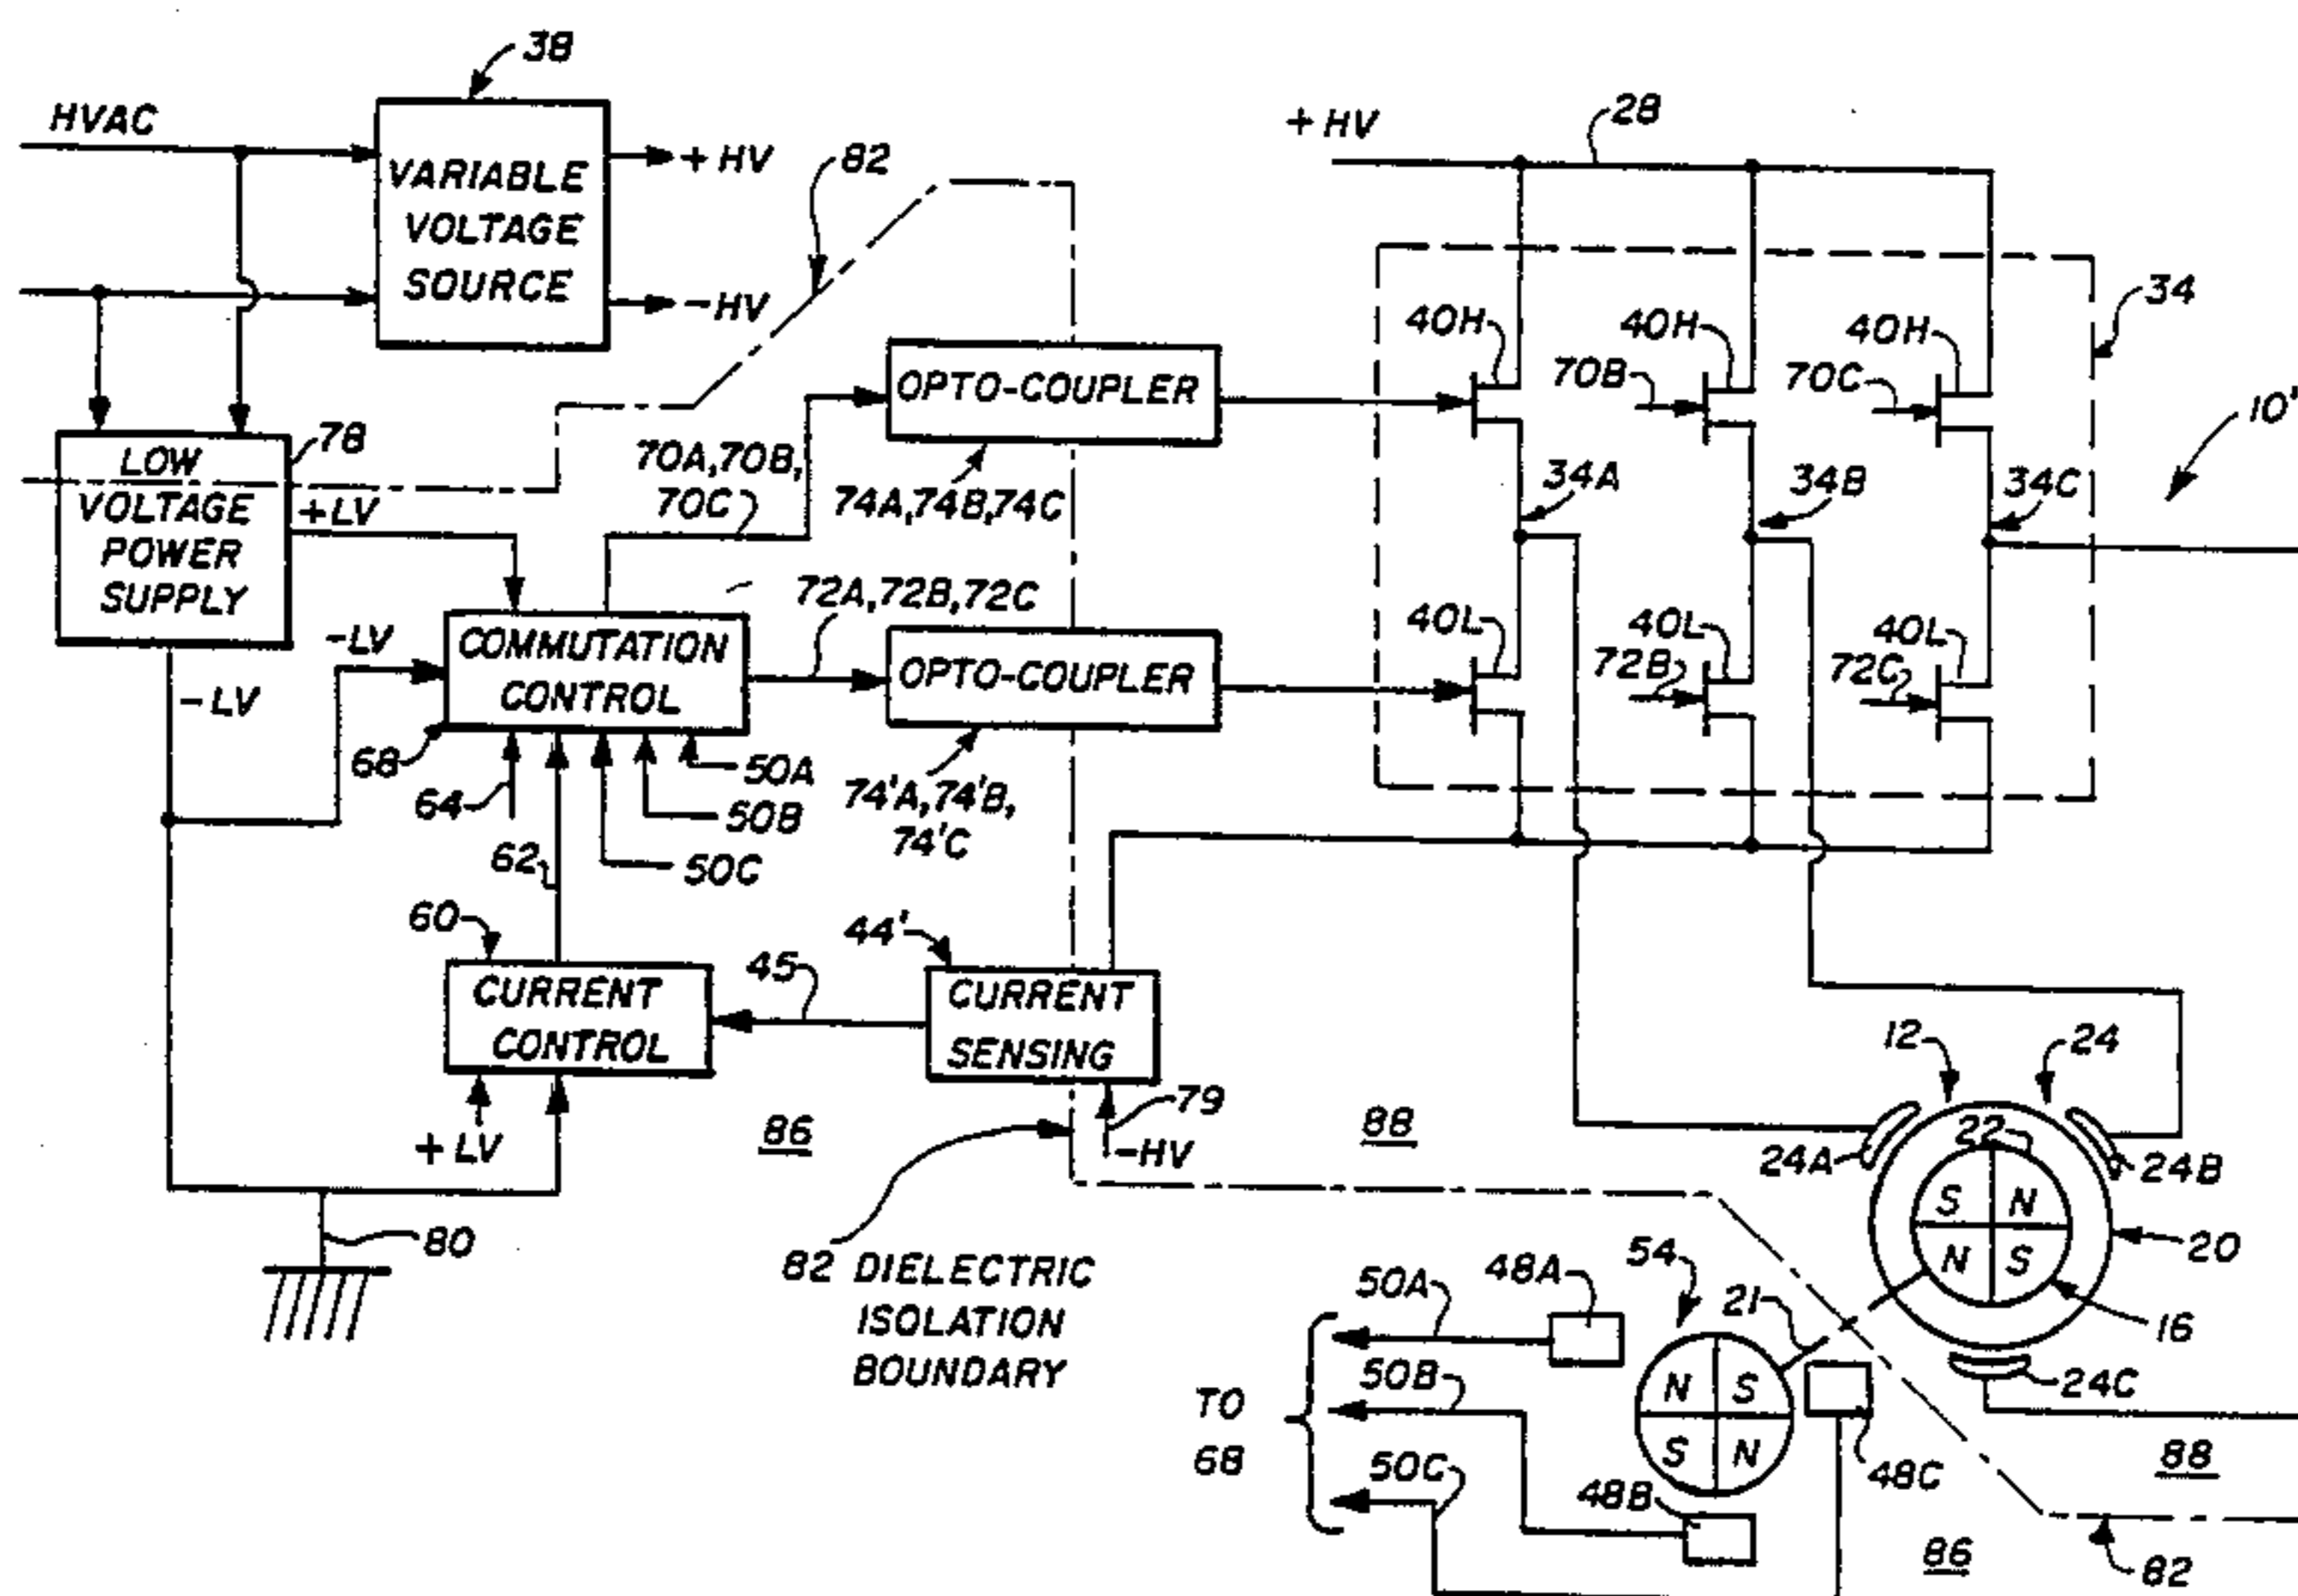 38
HVAC
VARIABLE
VOLTAGE
SOURCE
+ HV
- HV
82
+ HV
28
34
10'
40H
40H
40H
70B
70C
OPTO-COUPLER
74A,74B,74C
34A
34B
34C
78
LOW
VOLTAGE
POWER
SUPPLY
+LV
-LV
-LV
70A,70B,
70C
72A,72B,72C
COMMUTATION
CONTROL
68
64
62
50A
50B
50C
OPTO-COUPLER
74'A,74'B,
74'C
40L
40L
40L
72B
72C
60
CURRENT
CONTROL
+LV
45
44'
CURRENT
SENSING
79
-HV
86
88
80
82 DIELECTRIC
ISOLATION
BOUNDARY
12
24
24A
22
24B
S N
N S
20
16
24C
54
21
48A
50A
50B
50C
TO
68
N S
S N
48B
48C
88
86
82